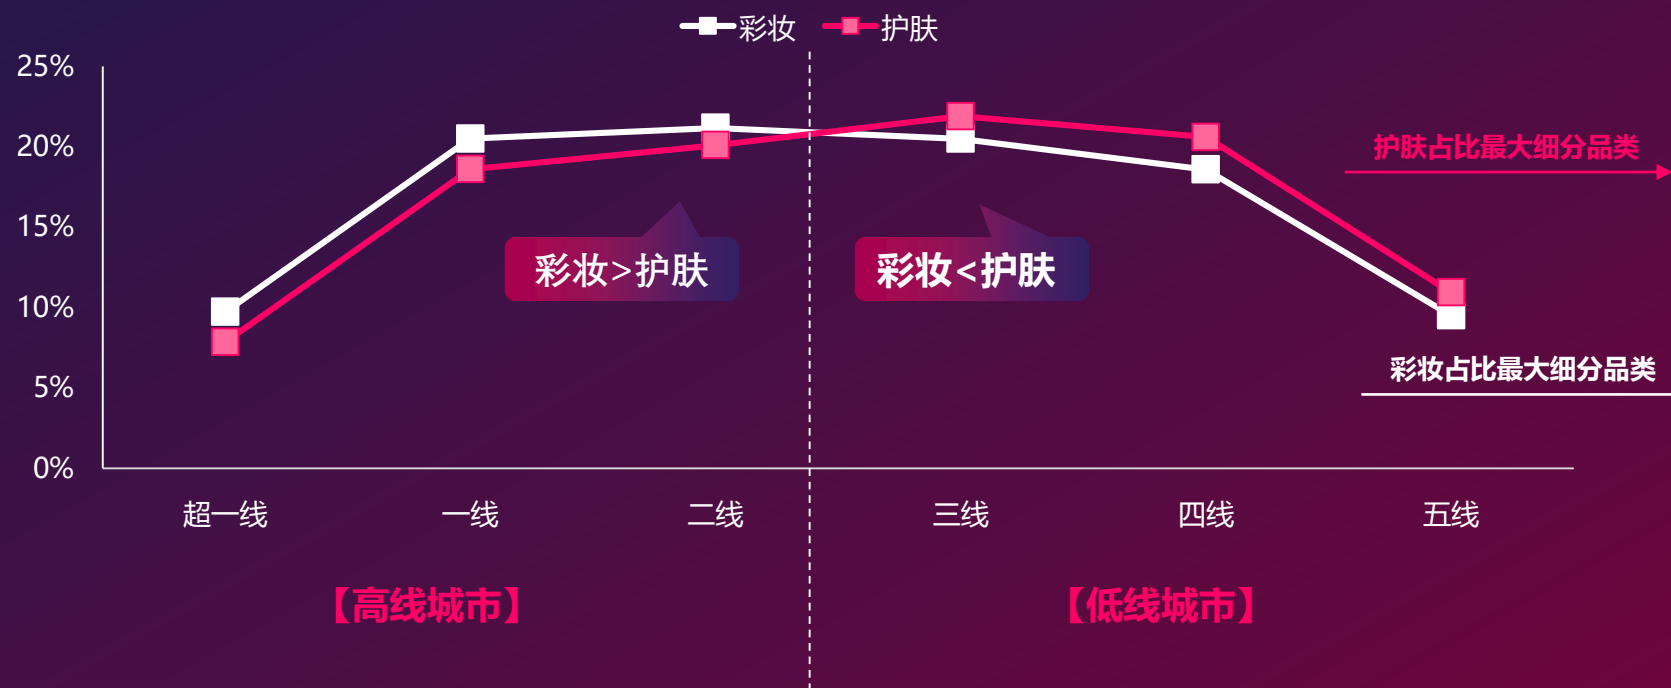 彩妆 护肤
25%
20%
15%
10%
5%
0%
彩妆>护肤
彩妆<护肤
护肤占比最大细分品类
彩妆占比最大细分品类
超一线 一线 二线 三线 四线 五线
【高线城市】 【低线城市】